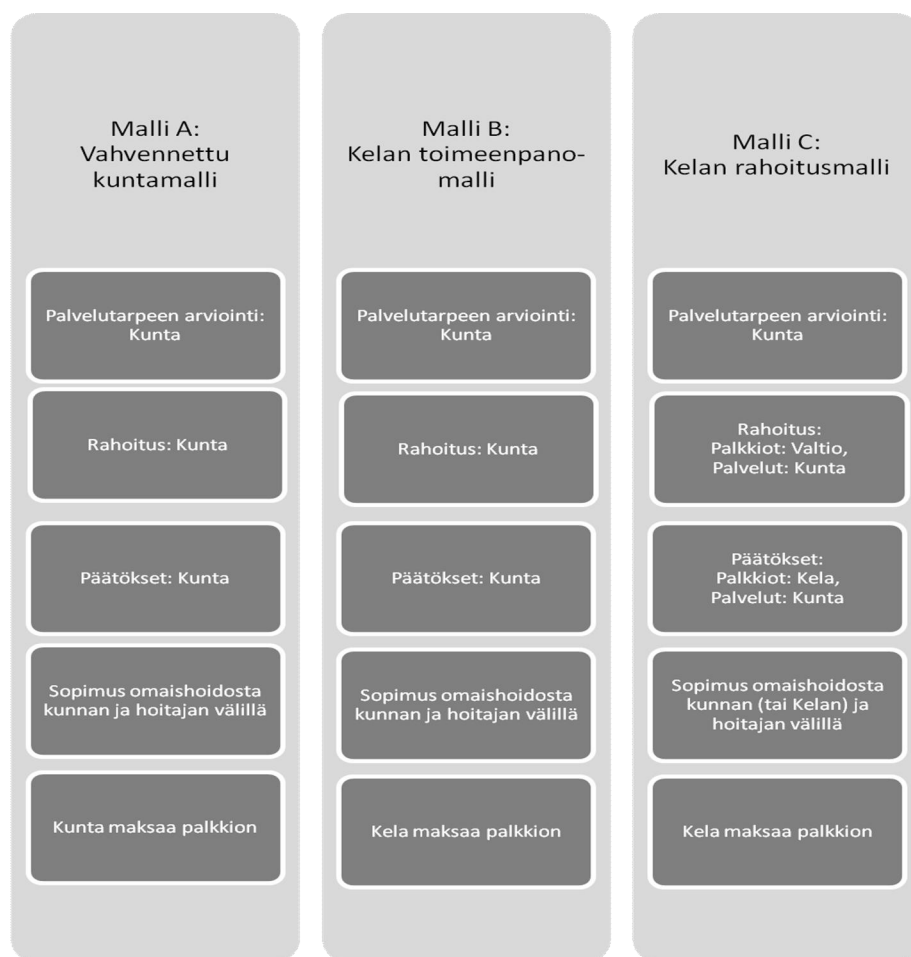 Malli A:
Vahvennettu
kuntamalli
Palvelutarpeen arviointi:
Kunta
Rahoitus: Kunta
Päätökset: Kunta
Sopimus omaishoidosta
kunnan ja hoitajan välillä
Kunta maksaa palkkion
Malli B:
Kelan toimeenpano-
malli
Palvelutarpeen arviointi:
Kunta
Rahoitus: Kunta
Päätökset: Kunta
Sopimus omaishoidosta
kunnan ja hoitajan välillä
Kela maksaa palkkion
Malli C:
Kelan rahoitusmalli
Palvelutarpeen arviointi:
Kunta
Rahoitus:
Palkkiot: Valtio,
Palvelut: Kunta
Päätökset:
Palkkiot: Kela,
Palvelut: Kunta
Sopimus omaishoidosta
kunnan (tai Kelan) ja
hoitajan välillä
Kela maksaa palkkion